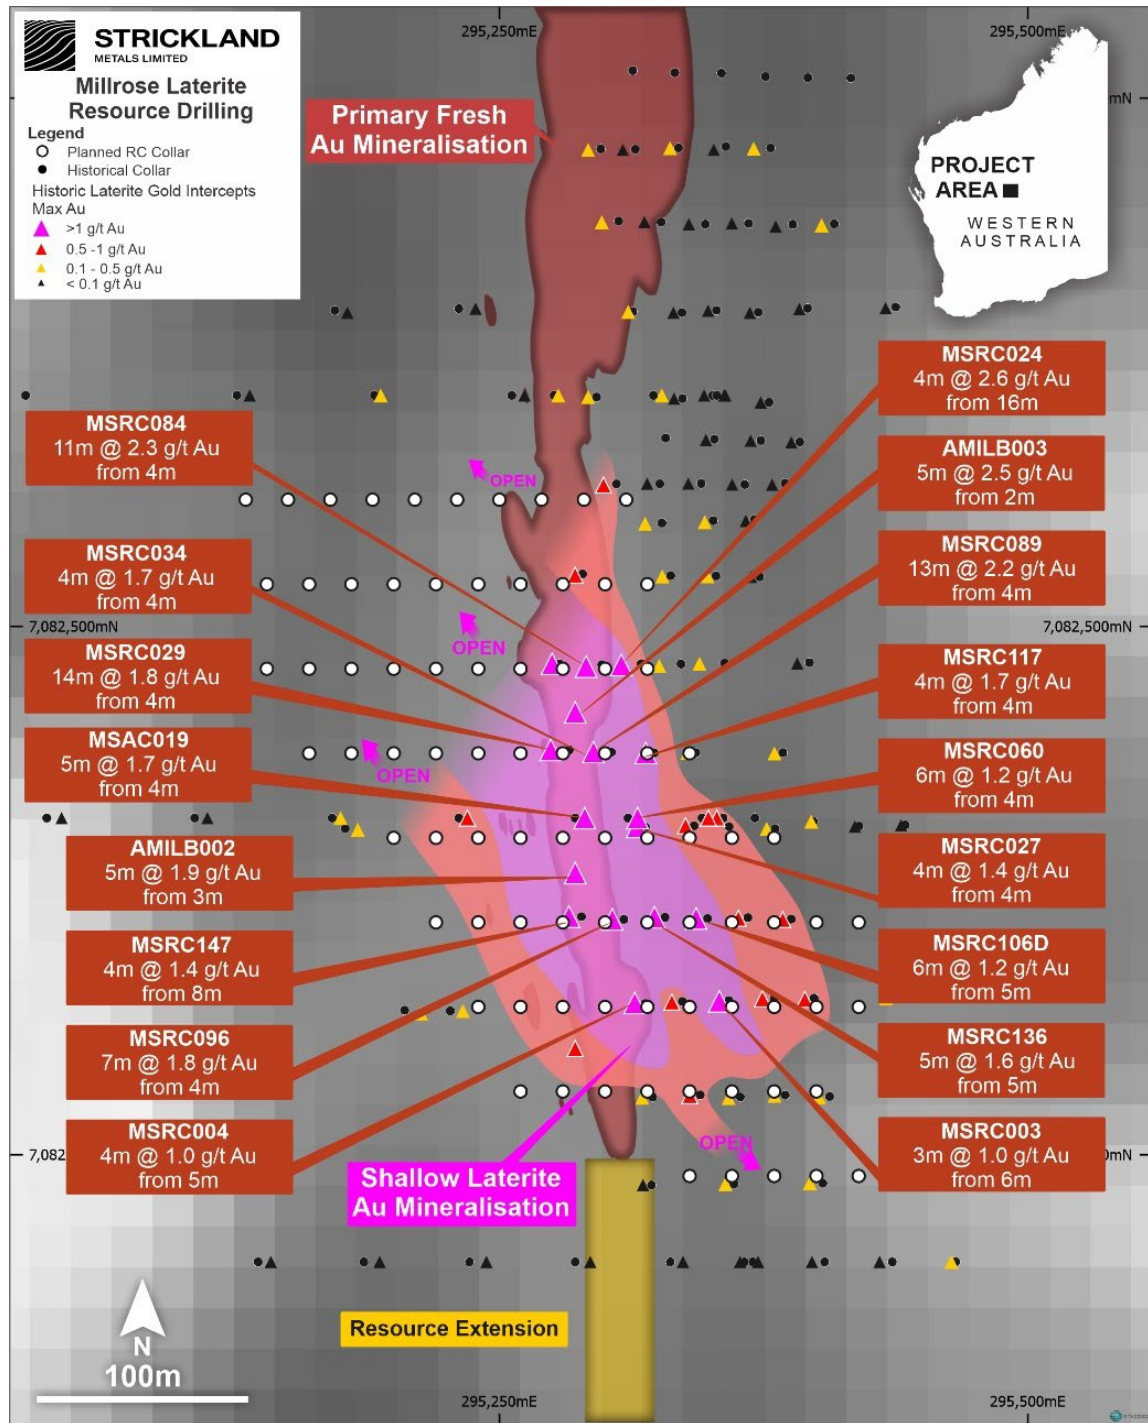 295,250mE
295,500mE
STRICKLAND
METALS LIMITED
Millrose Laterite
Resource Drilling
Legend
Planned RC Collar
Historical Collar
Historic Laterite Gold Intercepts
Max Au
>1 g/t Au
0.5 -1 g/t Au
0.1 - 0.5 g/t Au
< 0.1 g/t Au
Primary Fresh
Au Mineralisation
mN
PROJECT
AREA
WESTERN
AUSTRALIA
MSRC024
4m @ 2.6 g/t Au
from 16m
MSRC084
11m @ 2.3 g/t Au
from 4m
AMILB003
5m @ 2.5 g/t Au
from 2m
OPEN
MSRC034
4m @ 1.7 g/t Au
from 4m
MSRC089
13m @ 2.2 g/t Au
from 4m
7,082,500mN
7,082,500mN
OPEN
MSRC029
14m @ 1.8 g/t Au
from 4m
MSRC117
4m @ 1.7 g/t Au
from 4m
MSAC019
5m @ 1.7 g/t Au
from 4m
OPEN
MSRC060
6m @ 1.2 g/t Au
from 4m
AMILB002
5m @ 1.9 g/t Au
from 3m
MSRC027
4m @ 1.4 g/t Au
from 4m
MSRC147
4m @ 1.4 g/t Au
from 8m
MSRC106D
6m @ 1.2 g/t Au
from 5m
MSRC096
7m @ 1.8 g/t Au
from 4m
MSRC136
5m @ 1.6 g/t Au
from 5m
MSRC004
4m @ 1.0 g/t Au
from 5m
MSRC003
3m @ 1.0 g/t Au
from 6m
7,082
0mN
OPEN
Shallow Laterite
Au Mineralisation
Resource Extension
N
100m
295,250mE
295,500mE